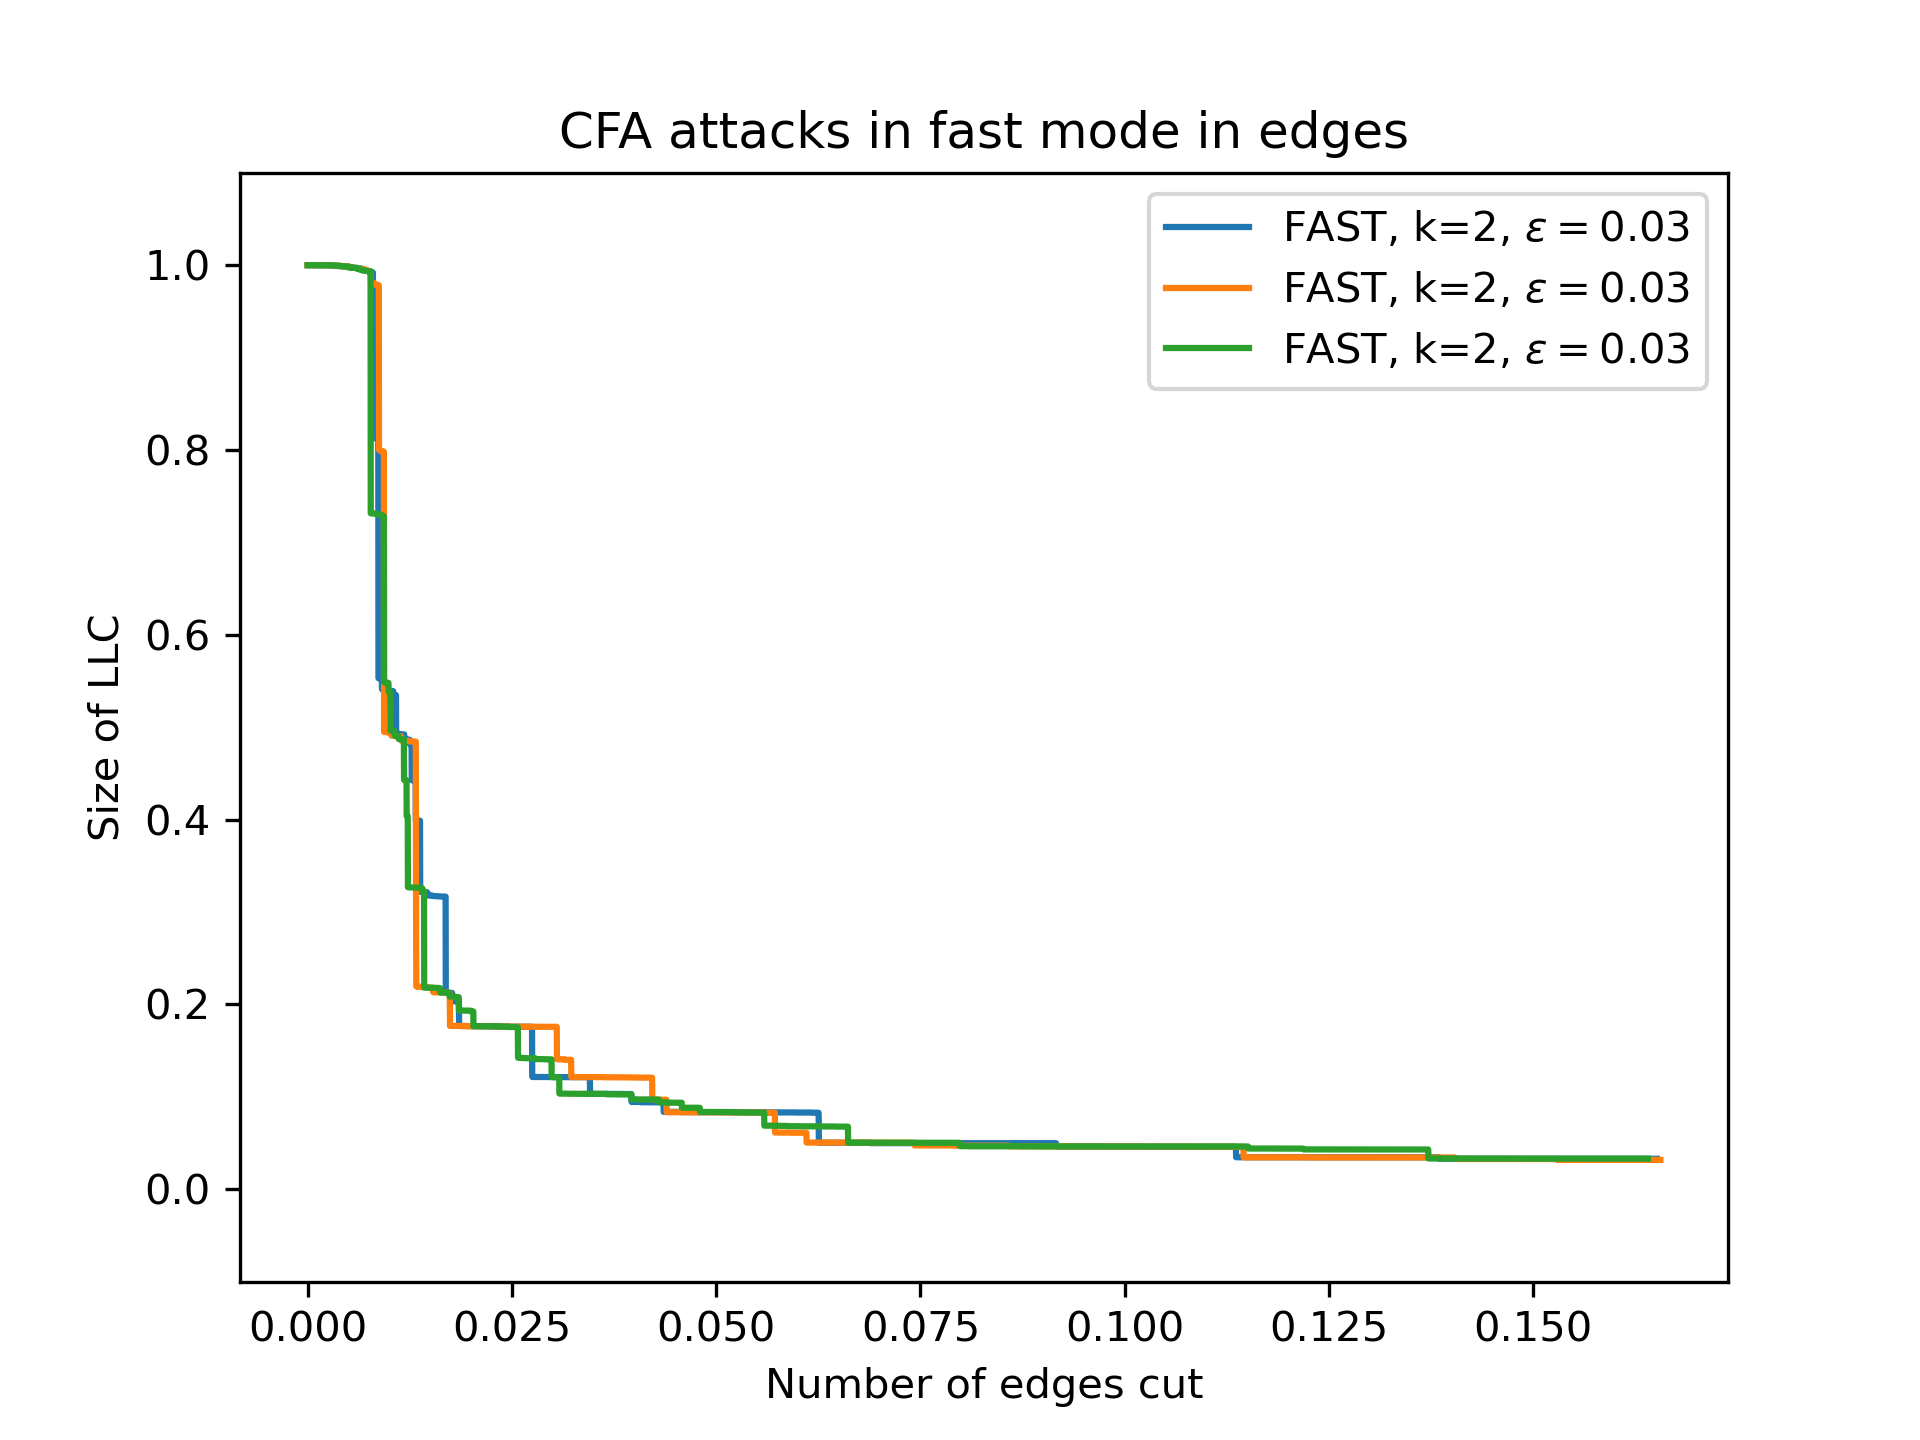 CFA attacks in fast mode in edges
FAST, k=2, ε = 0.03
FAST, k=2, ε = 0.03
FAST, k=2, ε = 0.03
1.0
0.8
0.6
0.4
0.2
0.0
Size of LLC
0.000 0.025 0.050 0.075 0.100 0.125 0.150
Number of edges cut